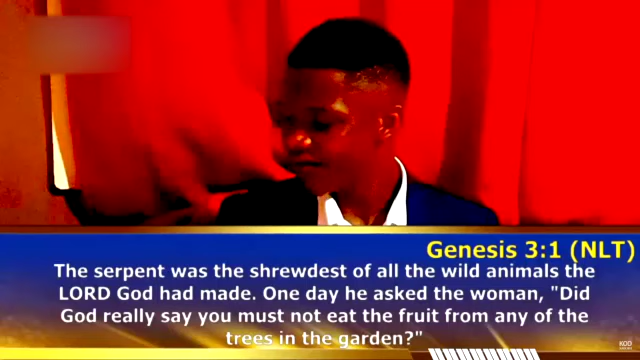 Genesis 3:1 (NLT)
The serpent was the shrewdest of all the wild animals the
LORD God had made. One day he asked the woman, "Did
God really say you must not eat the fruit from any of the
trees in the garden?"
KOD